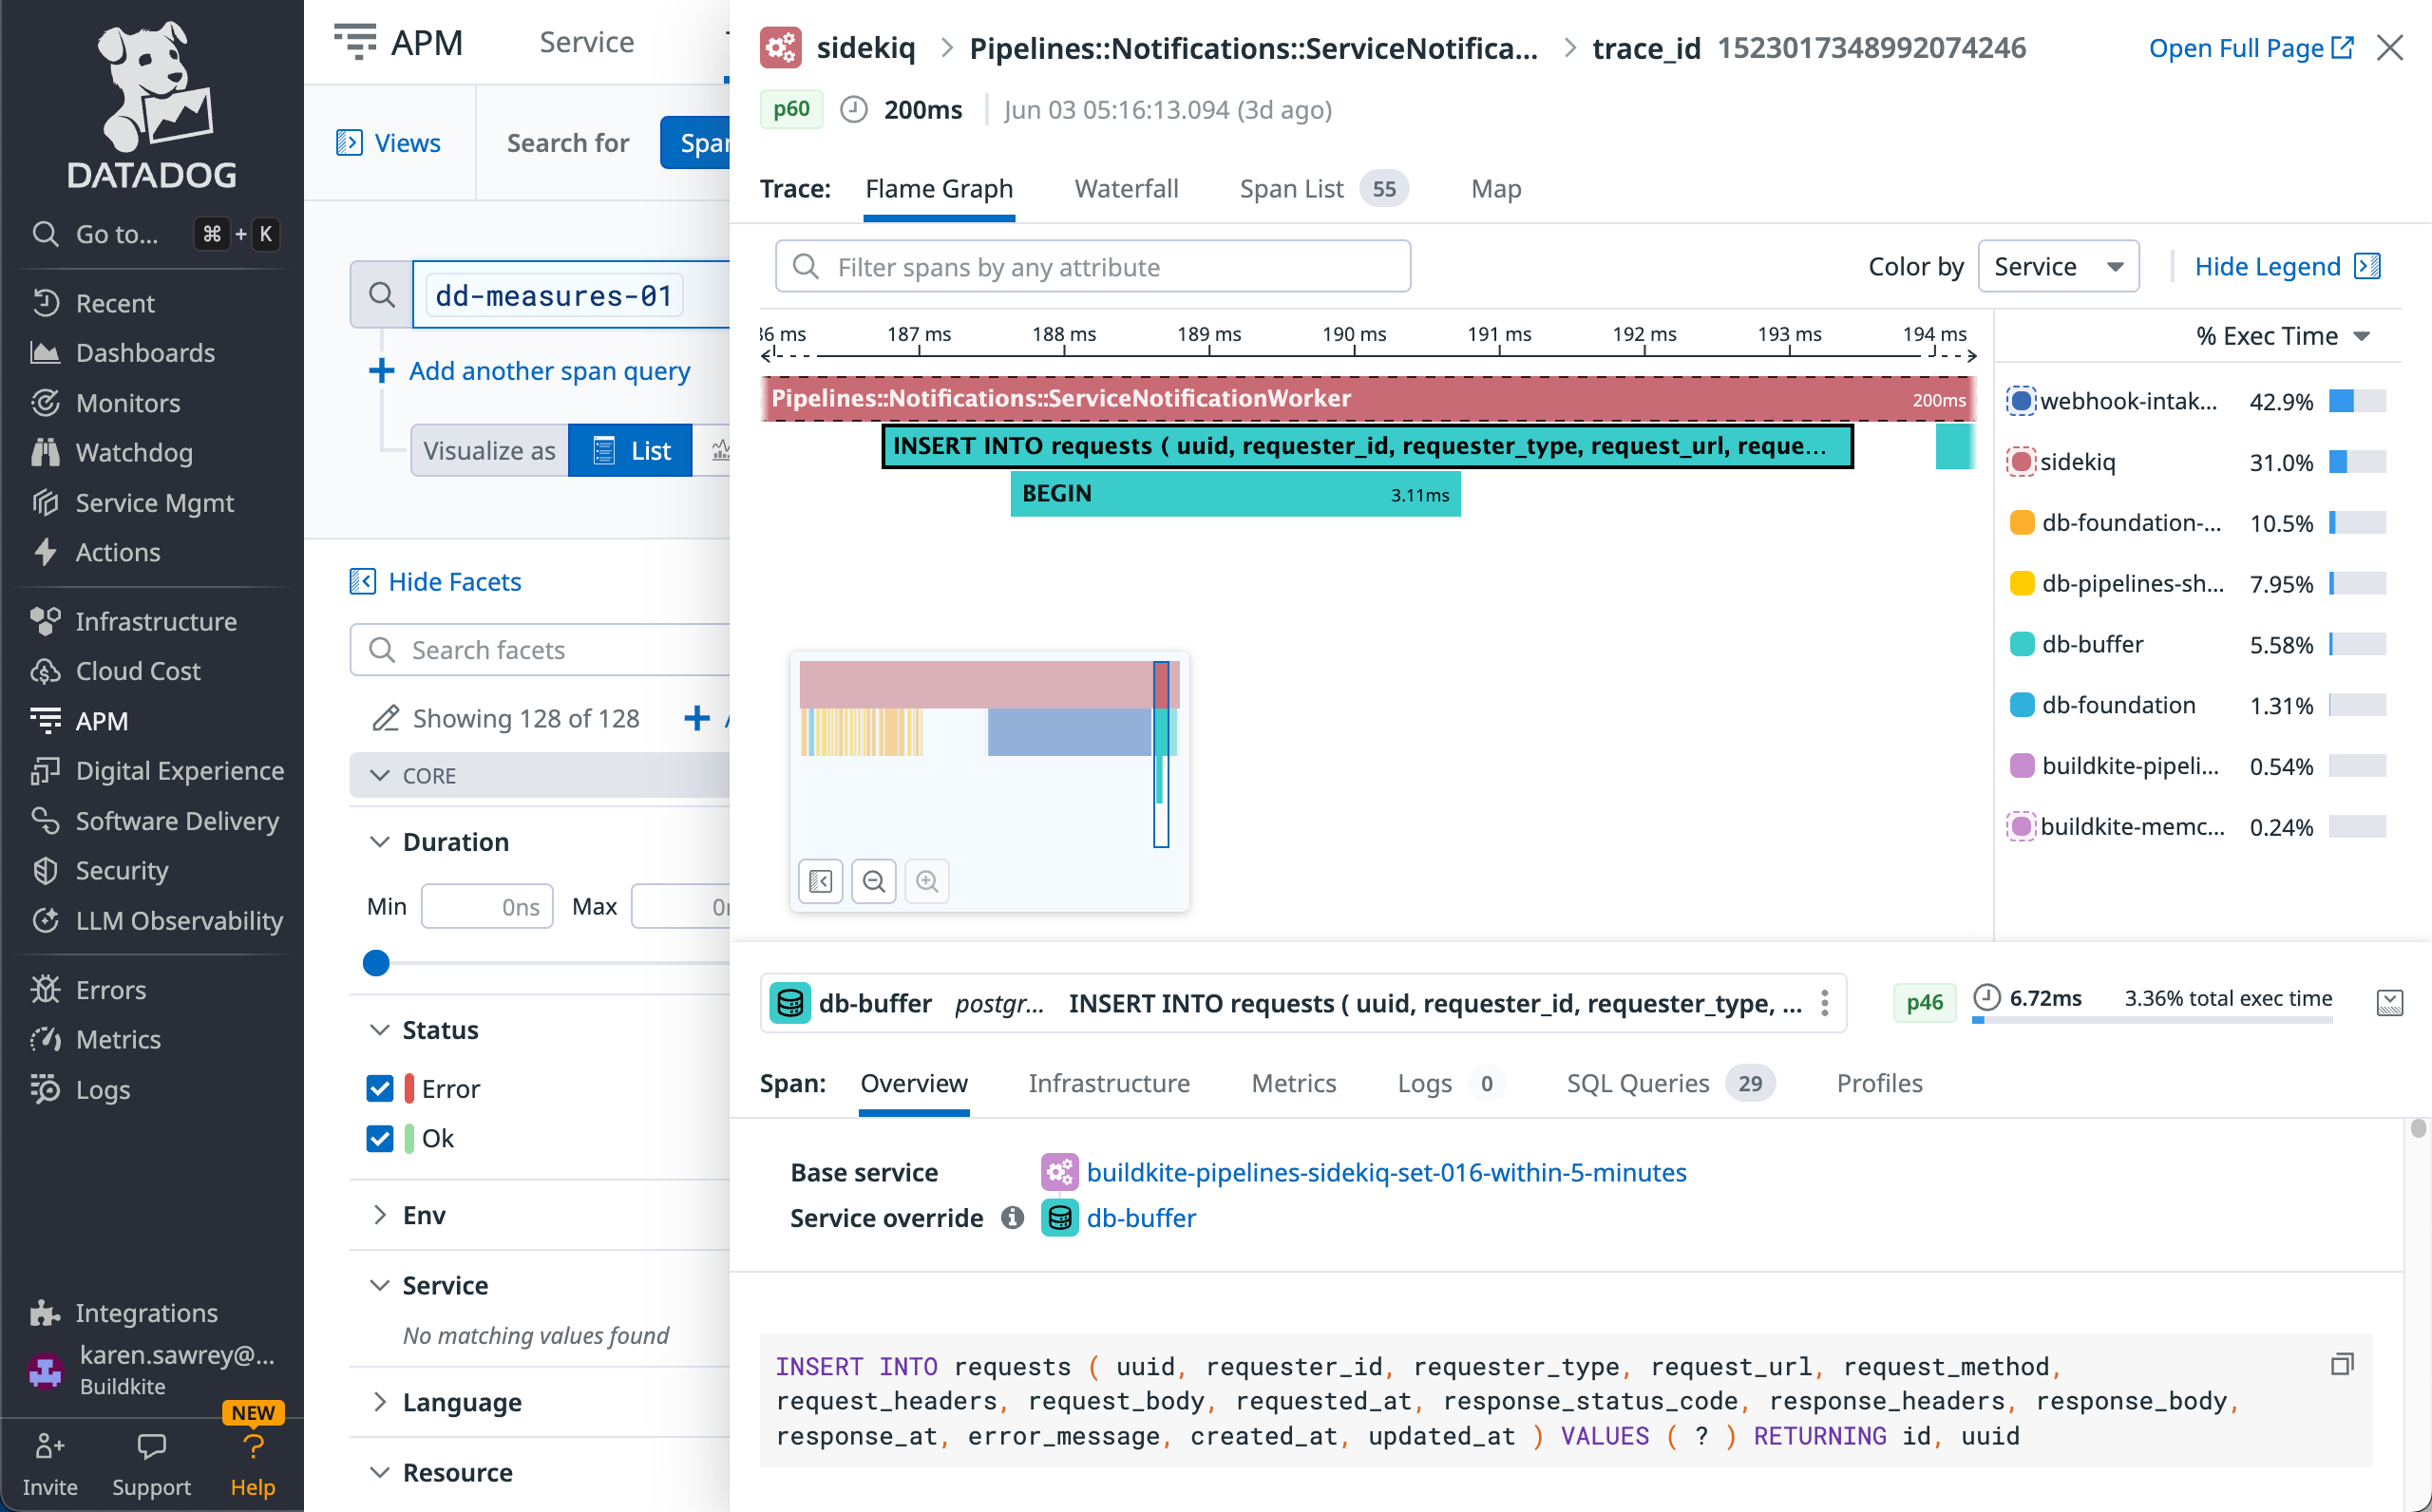 DATADOG
Go to... ⌘ + K
Recent
Dashboards
Monitors
Watchdog
Service Mgmt
Actions
Infrastructure
Cloud Cost
APM
Digital Experience
Software Delivery
Security
LLM Observability
Errors
Metrics
Logs
Integrations
karen.sawrey@...
Buildkite
NEW
Invite Support Help
APM Service
Views Search for
dd-measures-01
Add another span query
Visualize as List
Hide Facets
Search facets
Showing 128 of 128
CORE
Duration
Min 0ns Max
Status
Error
Ok
Env
Service
No matching values found
Language
Resource
sidekiq > Pipelines::Notifications::ServiceNotifica... > trace_id 1523017348992074246 Open Full Page
p60 200ms Jun 03 05:16:13.094 (3d ago)
Trace: Flame Graph Waterfall Span List 55 Map
Filter spans by any attribute Color by Service Hide Legend
187 ms 188 ms 189 ms 190 ms 191 ms 192 ms 193 ms 194 ms
Pipelines::Notifications::ServiceNotificationWorker 200ms
INSERT INTO requests ( uuid, requester_id, requester_type, request_url, reque...
BEGIN 3.11ms
% Exec Time
webhook-intak... 42.9%
sidekiq 31.0%
db-foundation-... 10.5%
db-pipelines-sh... 7.95%
db-buffer 5.58%
db-foundation 1.31%
buildkite-pipeli... 0.54%
buildkite-memc... 0.24%
db-buffer postgr... INSERT INTO requests ( uuid, requester_id, requester_type, ... p46 6.72ms 3.36% total exec time
Span: Overview Infrastructure Metrics Logs 0 SQL Queries 29 Profiles
Base service buildkite-pipelines-sidekiq-set-016-within-5-minutes
Service override db-buffer
INSERT INTO requests ( uuid, requester_id, requester_type, request_url, request_method,
request_headers, request_body, requested_at, response_status_code, response_headers, response_body,
response_at, error_message, created_at, updated_at ) VALUES ( ? ) RETURNING id, uuid